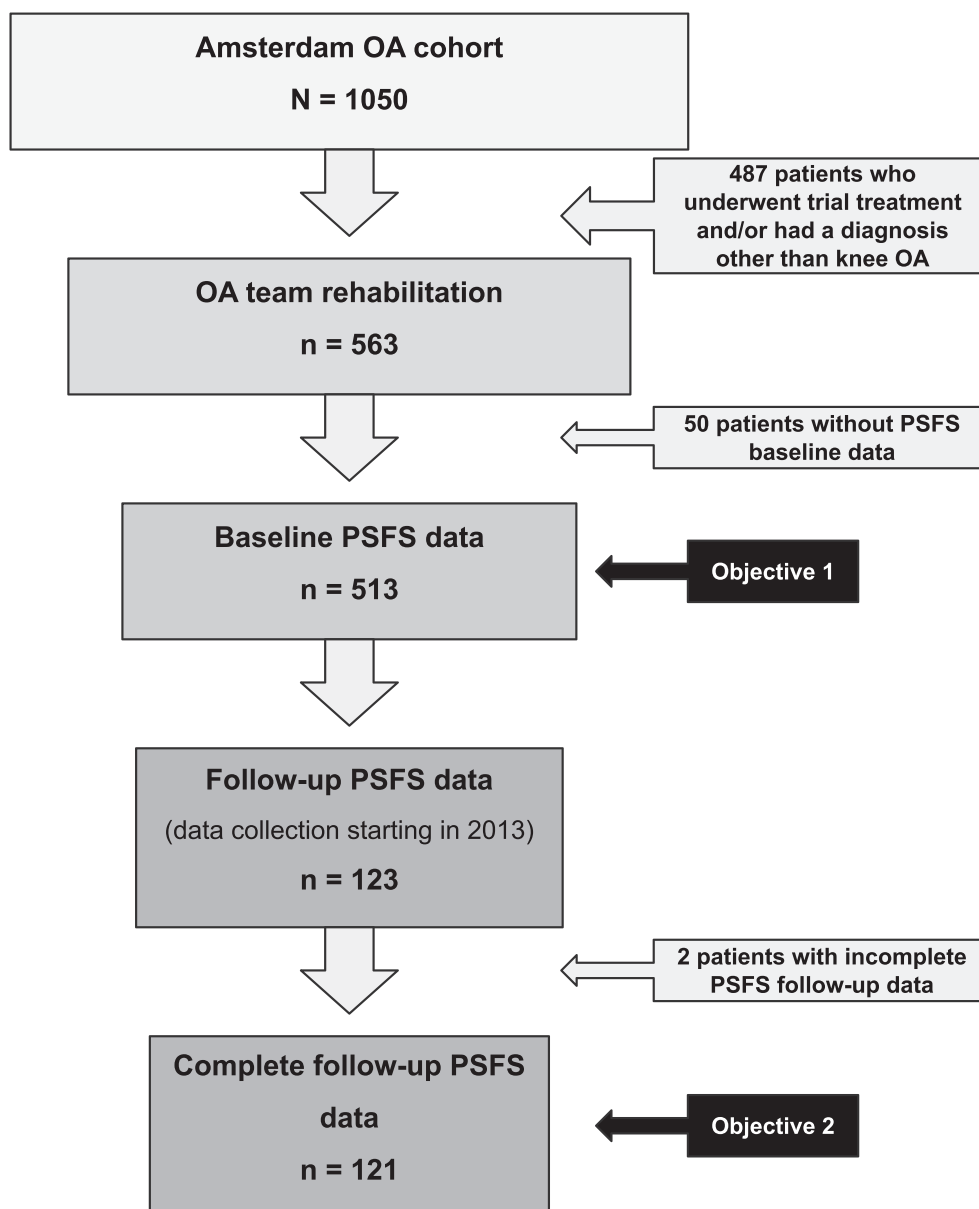 Amsterdam OA cohort
N = 1050
487 patients who
underwent trial treatment
and/or had a diagnosis
other than knee OA
OA team rehabilitation
n = 563
50 patients without PSFS
baseline data
Baseline PSFS data
n = 513
Objective 1
Follow-up PSFS data
(data collection starting in 2013)
n = 123
2 patients with incomplete
PSFS follow-up data
Complete follow-up PSFS
data
n = 121
Objective 2